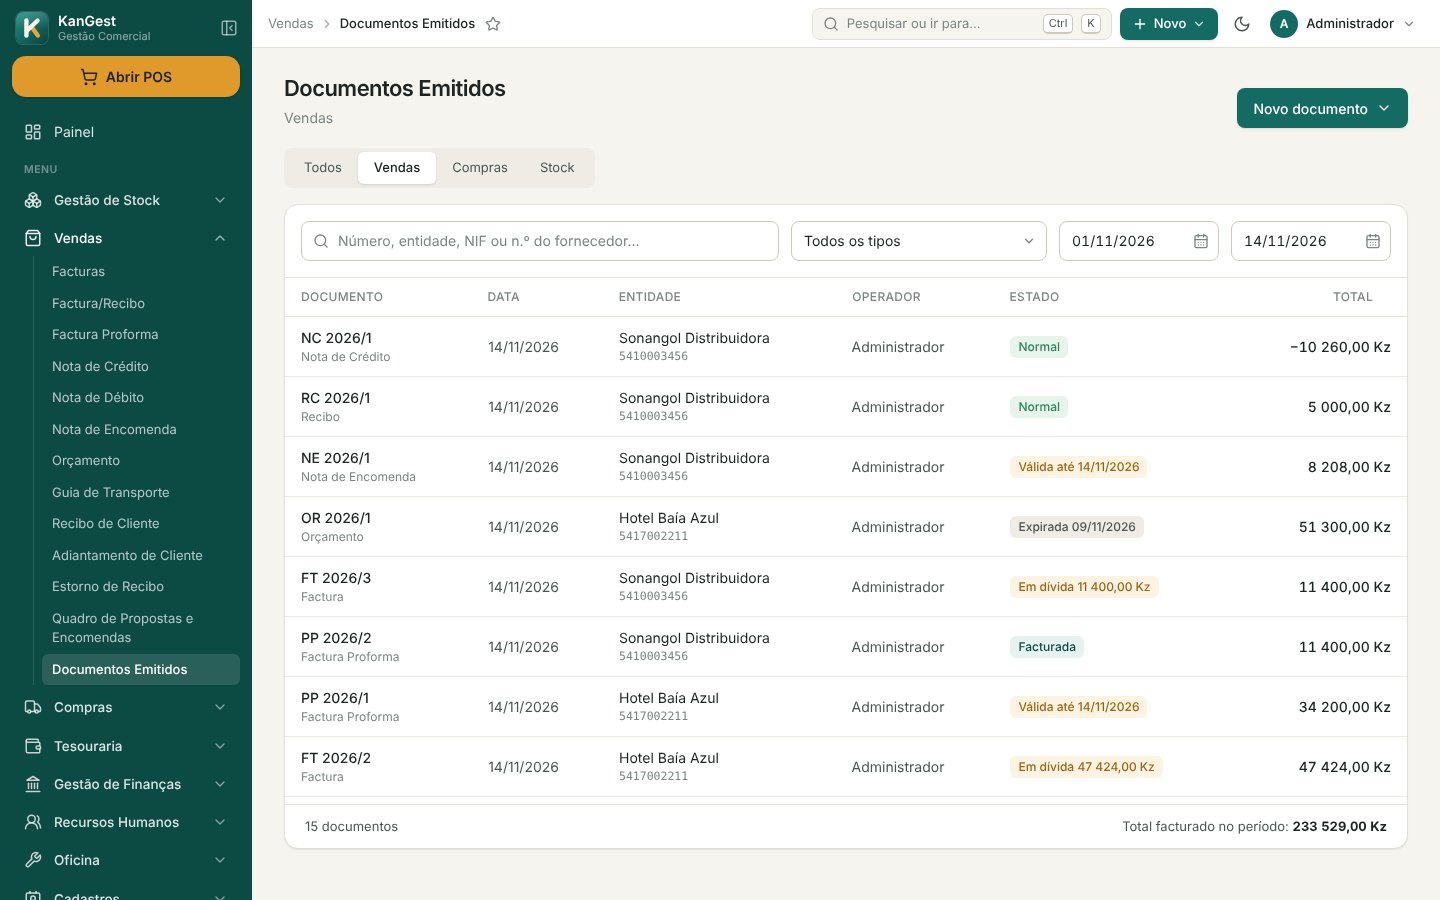 KanGest
Gestão Comercial
Abrir POS
Painel
MENU
Gestão de Stock
Vendas
Facturas
Factura/Recibo
Factura Proforma
Nota de Crédito
Nota de Débito
Nota de Encomenda
Orçamento
Guia de Transporte
Recibo de Cliente
Adiantamento de Cliente
Estorno de Recibo
Quadro de Propostas e
Encomendas
Documentos Emitidos
Compras
Tesouraria
Gestão de Finanças
Recursos Humanos
Oficina
Cadastros
Vendas > Documentos Emitidos
Pesquisar ou ir para... Ctrl K
Novo
A Administrador
Documentos Emitidos
Vendas
Novo documento
Todos Vendas Compras Stock
Número, entidade, NIF ou n.º do fornecedor...
Todos os tipos
01/11/2026
14/11/2026
DOCUMENTO DATA ENTIDADE OPERADOR ESTADO TOTAL
NC 2026/1
Nota de Crédito
14/11/2026
Sonangol Distribuidora
5410003456
Administrador
Normal
−10 260,00 Kz
RC 2026/1
Recibo
14/11/2026
Sonangol Distribuidora
5410003456
Administrador
Normal
5 000,00 Kz
NE 2026/1
Nota de Encomenda
14/11/2026
Sonangol Distribuidora
5410003456
Administrador
Válida até 14/11/2026
8 208,00 Kz
OR 2026/1
Orçamento
14/11/2026
Hotel Baía Azul
5417002211
Administrador
Expirada 09/11/2026
51 300,00 Kz
FT 2026/3
Factura
14/11/2026
Sonangol Distribuidora
5410003456
Administrador
Em dívida 11 400,00 Kz
11 400,00 Kz
PP 2026/2
Factura Proforma
14/11/2026
Sonangol Distribuidora
5410003456
Administrador
Facturada
11 400,00 Kz
PP 2026/1
Factura Proforma
14/11/2026
Hotel Baía Azul
5417002211
Administrador
Válida até 14/11/2026
34 200,00 Kz
FT 2026/2
Factura
14/11/2026
Hotel Baía Azul
5417002211
Administrador
Em dívida 47 424,00 Kz
47 424,00 Kz
15 documentos
Total facturado no período: 233 529,00 Kz